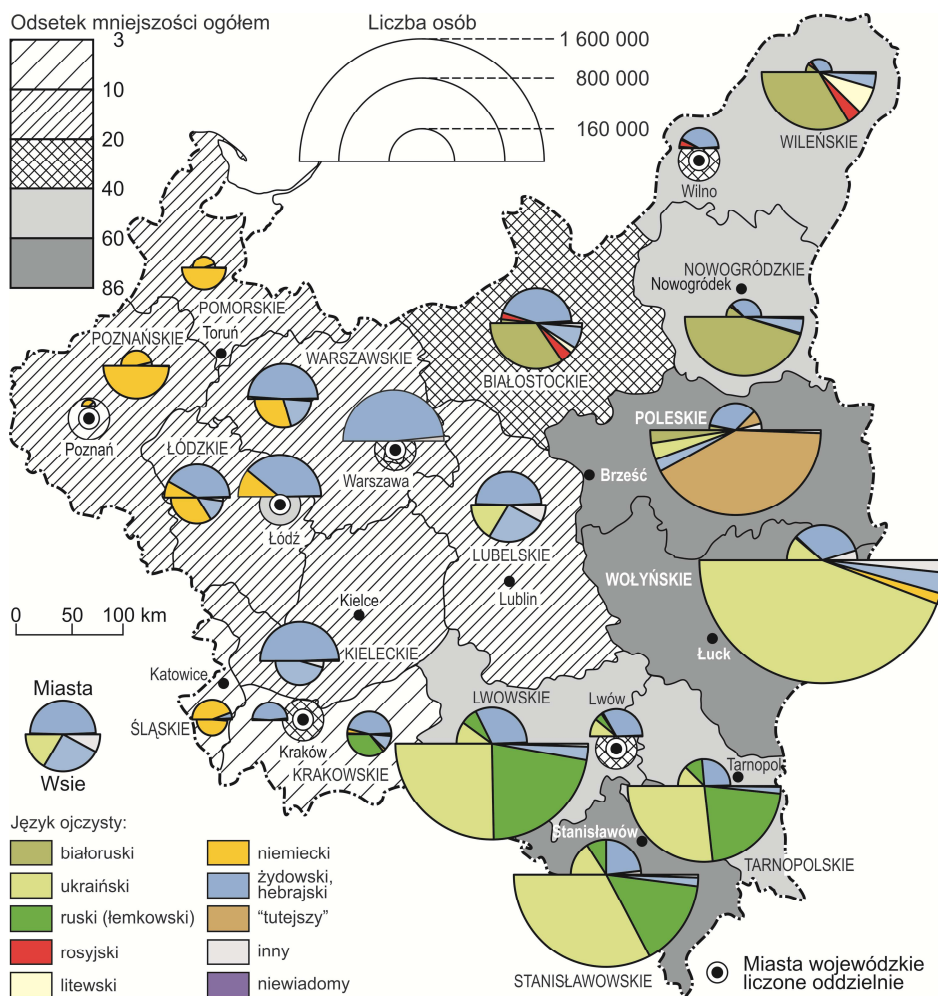 Odsetek mniejszości ogółem
3
10
20
40
60
86
Liczba osób
1 600 000
800 000
160 000
WILEŃSKIE
Wilno
NOWOGRÓDZKIE
Nowogródek
POMORSKIE
Toruń
POZNAŃSKIE
Poznań
WARSZAWSKIE
Warszawa
BIAŁOSTOCKIE
POLESKIE
Brześć
ŁÓDZKIE
Łódź
LUBELSKIE
Lublin
WOŁYŃSKIE
Łuck
Kielce
KIELECKIE
0 50 100 km
Katowice
ŚLĄSKIE
Kraków
KRAKOWSKIE
LWOWSKIE
Lwów
Tarnopol
TARNOPOLSKIE
Stanisławów
STANISŁAWOWSKIE
Miasta
Wsie
Język ojczysty:
białoruski
ukraiński
ruski (łemkowski)
rosyjski
litewski
niemiecki
żydowski,
hebrajski
“tutejszy”
inny
niewiadomy
Miasta wojewódzkie
liczone oddzielnie